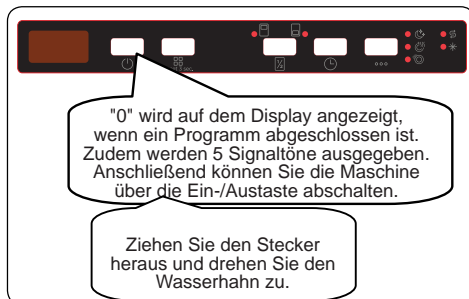 "0" wird auf dem Display angezeigt,
wenn ein Programm abgeschlossen ist.
Zudem werden 5 Signaltöne ausgegeben.
Anschließend können Sie die Maschine
über die Ein-/Austaste abschalten.
Ziehen Sie den Stecker
heraus und drehen Sie den
Wasserhahn zu.